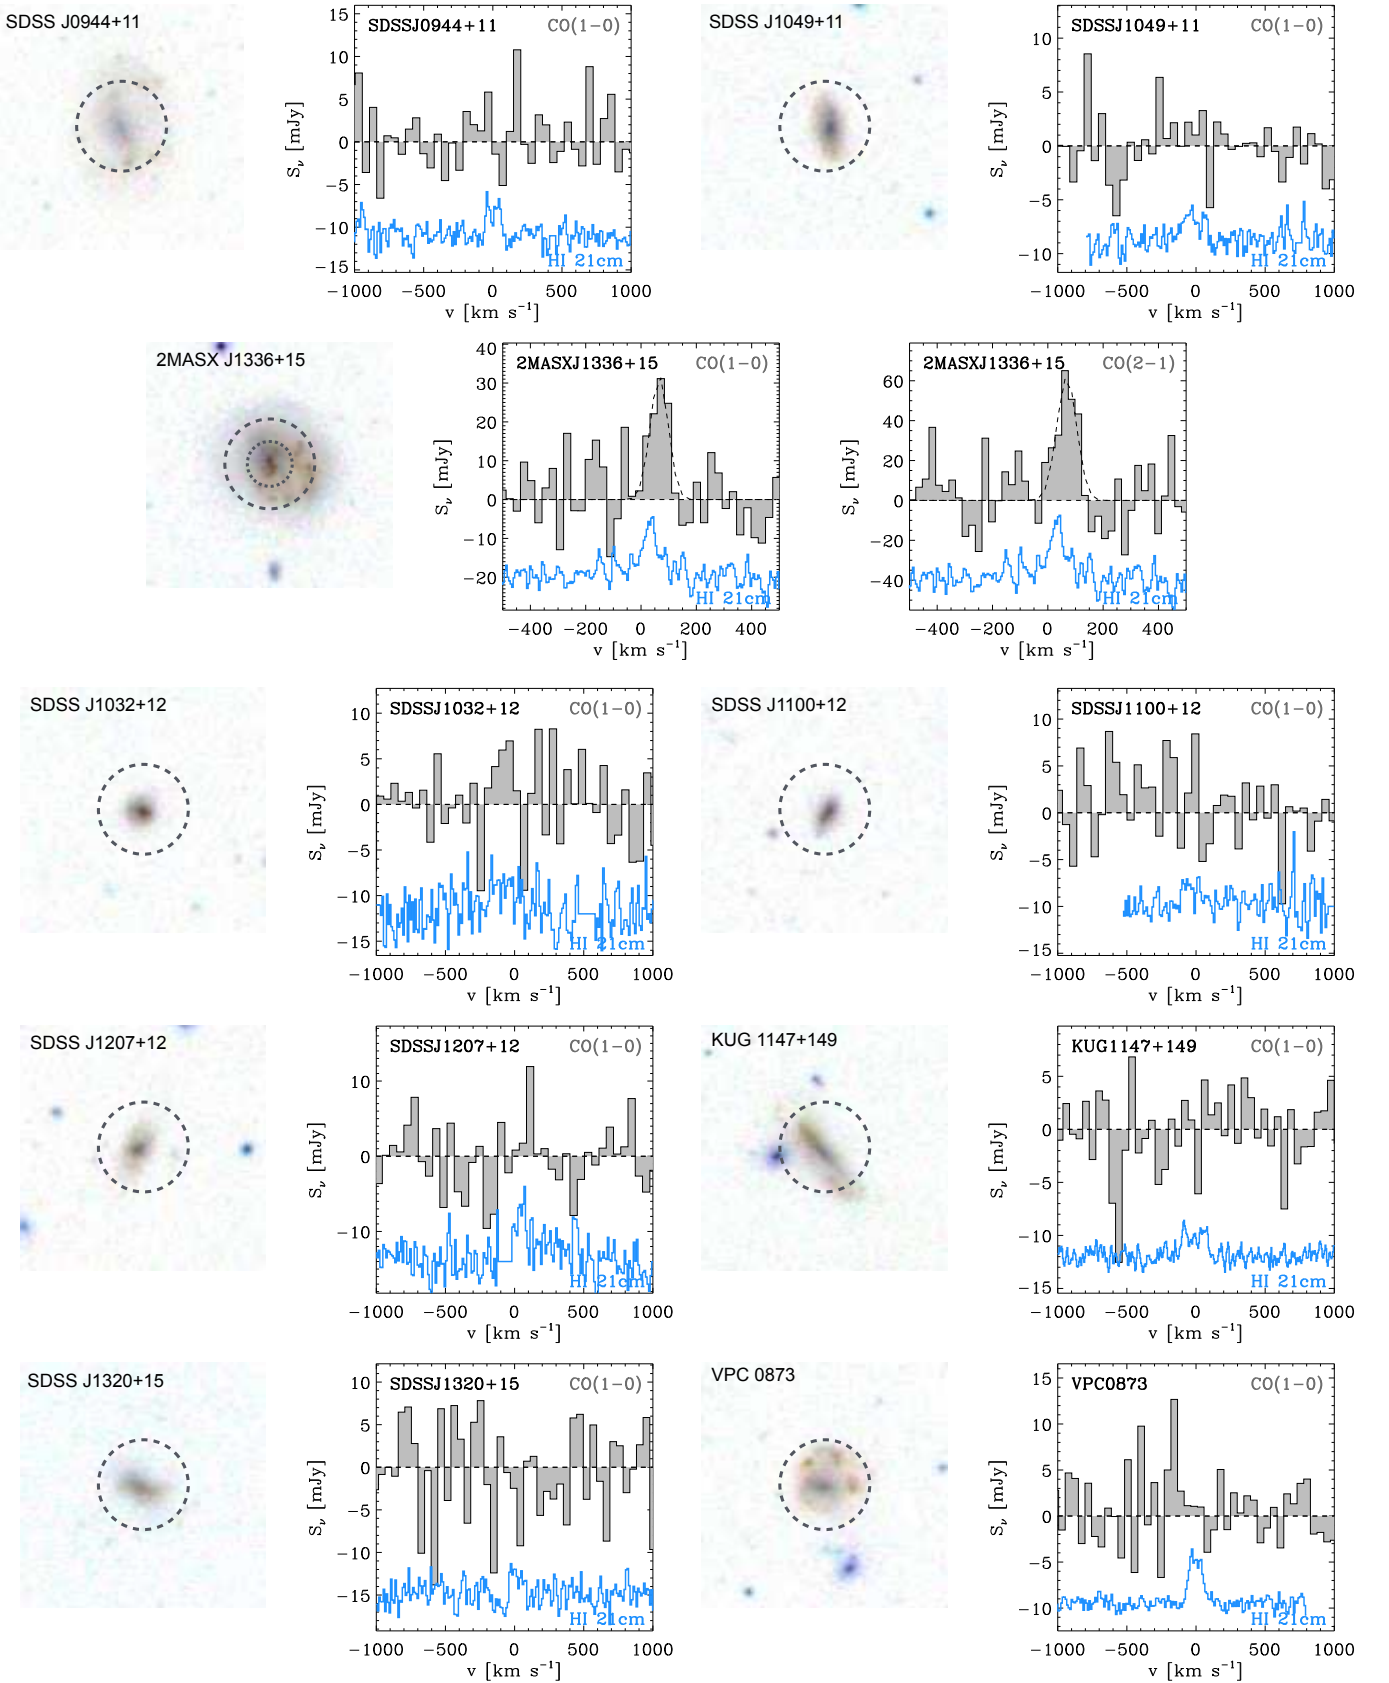 SDSS J0944+11
SDSSJ0944+11 CO(1−0)
15
10
5
0
−5
−10
−15
S_ν [mJy]
HI 21cm
−1000 −500 0 500 1000
v [km s⁻¹]
SDSS J1049+11
SDSSJ1049+11 CO(1−0)
10
5
0
−5
−10
S_ν [mJy]
HI 21cm
−1000 −500 0 500 1000
v [km s⁻¹]
2MASX J1336+15
2MASXJ1336+15 CO(1−0)
40
30
20
10
0
−10
−20
S_ν [mJy]
HI 21cm
−400 −200 0 200 400
v [km s⁻¹]
2MASXJ1336+15 CO(2−1)
60
40
20
0
−20
−40
S_ν [mJy]
HI 21cm
−400 −200 0 200 400
v [km s⁻¹]
SDSS J1032+12
SDSSJ1032+12 CO(1−0)
10
5
0
−5
−10
−15
S_ν [mJy]
HI 21cm
−1000 −500 0 500 1000
v [km s⁻¹]
SDSS J1100+12
SDSSJ1100+12 CO(1−0)
10
5
0
−5
−10
−15
S_ν [mJy]
HI 21cm
−1000 −500 0 500 1000
v [km s⁻¹]
SDSS J1207+12
SDSSJ1207+12 CO(1−0)
10
0
−10
S_ν [mJy]
HI 21cm
−1000 −500 0 500 1000
v [km s⁻¹]
KUG 1147+149
KUG1147+149 CO(1−0)
5
0
−5
−10
−15
S_ν [mJy]
HI 21cm
−1000 −500 0 500 1000
v [km s⁻¹]
SDSS J1320+15
SDSSJ1320+15 CO(1−0)
10
5
0
−5
−10
−15
S_ν [mJy]
HI 21cm
−1000 −500 0 500 1000
v [km s⁻¹]
VPC 0873
VPC0873 CO(1−0)
15
10
5
0
−5
−10
S_ν [mJy]
HI 21cm
−1000 −500 0 500 1000
v [km s⁻¹]